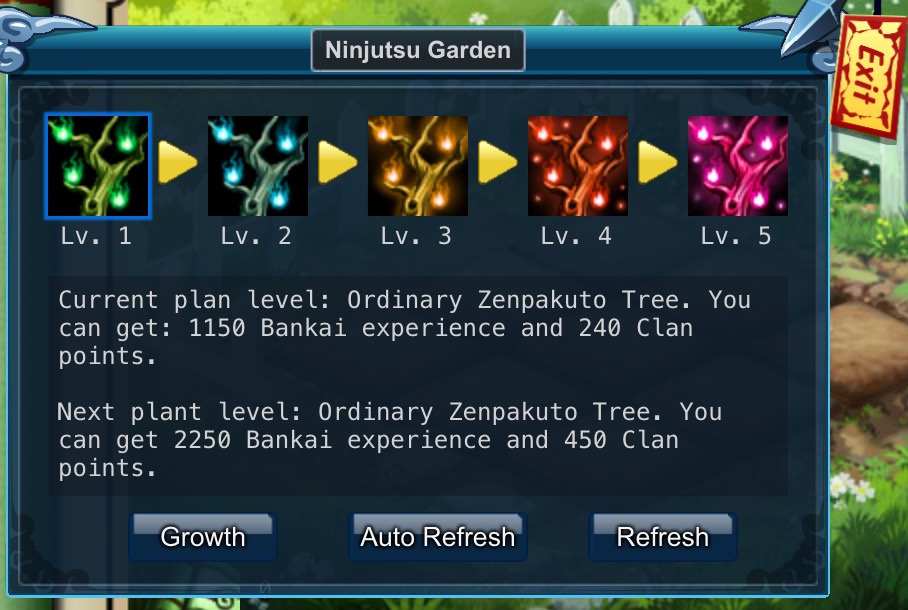 Ninjutsu Garden
Exit
Lv. 1
Lv. 2
Lv. 3
Lv. 4
Lv. 5
Current plan level: Ordinary Zenpakuto Tree. You
can get: 1150 Bankai experience and 240 Clan
points.
Next plant level: Ordinary Zenpakuto Tree. You
can get 2250 Bankai experience and 450 Clan
points.
Growth
Auto Refresh
Refresh